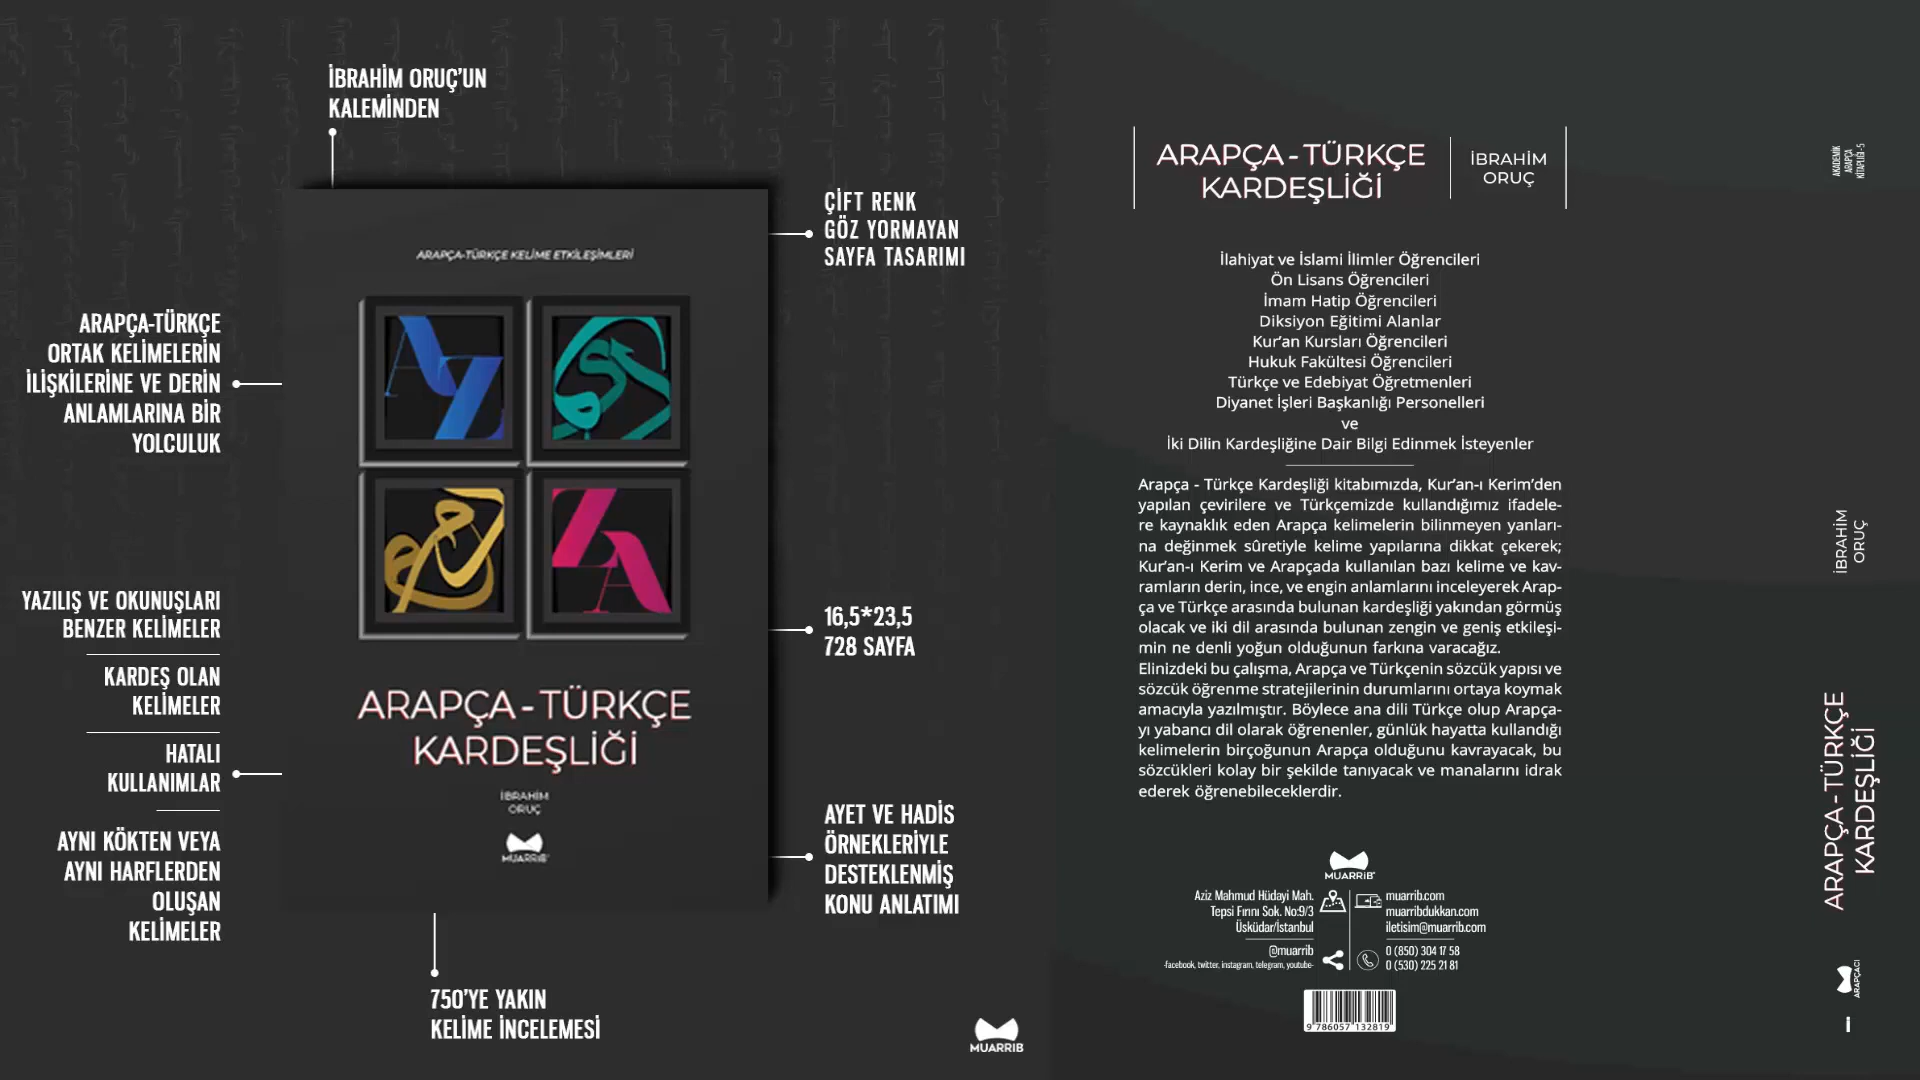 İBRAHİM ORUÇ’UN
KALEMİNDEN
ÇİFT RENK
GÖZ YORMAYAN
SAYFA TASARIMI
ARAPÇA-TÜRKÇE
ORTAK KELİMELERİN
İLİŞKİLERİNE VE DERİN
ANLAMLARINA BİR
YOLCULUK
YAZILIŞ VE OKUNUŞLARI
BENZER KELİMELER
KARDEŞ OLAN
KELİMELER
HATALI
KULLANIMLAR
AYNI KÖKTEN VEYA
AYNI HARFLERDEN
OLUŞAN
KELİMELER
ARAPÇA-TÜRKÇE KELİME ETKİLEŞİMLERİ
ARAPÇA-TÜRKÇE
KARDEŞLİĞİ
İBRAHİM
ORUÇ
MUARRİB
16,5*23,5
728 SAYFA
AYET VE HADİS
ÖRNEKLERİYLE
DESTEKLENMİŞ
KONU ANLATIMI
750’YE YAKIN
KELİME İNCELEMESİ
MUARRIB
ARAPÇA-TÜRKÇE
KARDEŞLİĞİ
İBRAHİM
ORUÇ
İlahiyat ve İslami İlimler Öğrencileri
Ön Lisans Öğrencileri
İmam Hatip Öğrencileri
Diksiyon Eğitimi Alanlar
Kur’an Kursları Öğrencileri
Hukuk Fakültesi Öğrencileri
Türkçe ve Edebiyat Öğretmenleri
Diyanet İşleri Başkanlığı Personelleri
ve
İki Dilin Kardeşliğine Dair Bilgi Edinmek İsteyenler
Arapça - Türkçe Kardeşliği kitabımızda, Kur’an-ı Kerim’den
yapılan çevirilere ve Türkçemizde kullandığımız ifadele-
re kaynaklık eden Arapça kelimelerin bilinmeyen yanları-
na değinmek sûretiyle kelime yapılarına dikkat çekerek;
Kur’an-ı Kerim ve Arapçada kullanılan bazı kelime ve kav-
ramların derin, ince, ve engin anlamlarını inceleyerek Arap-
ça ve Türkçe arasında bulunan kardeşliği yakından görmüş
olacak ve iki dil arasında bulunan zengin ve geniş etkileşi-
min ne denli yoğun olduğunun farkına varacağız.
Elinizdeki bu çalışma, Arapça ve Türkçenin sözcük yapısı ve
sözcük öğrenme stratejilerinin durumlarını ortaya koymak
amacıyla yazılmıştır. Böylece ana dili Türkçe olup Arapça-
yı yabancı dil olarak öğrenenler, günlük hayatta kullandığı
kelimelerin birçoğunun Arapça olduğunu kavrayacak, bu
sözcükleri kolay bir şekilde tanıyacak ve manalarını idrak
ederek öğrenebileceklerdir.
MUARRİB
Aziz Mahmud Hüdayi Mah.
Tepsi Fırını Sok. No:9/3
Üsküdar/İstanbul
@muarrib
-facebook, twitter, instagram, telegram, youtube-
muarrib.com
muarribdukkan.com
iletisim@muarrib.com
0 (850) 304 17 58
0 (530) 225 21 81
9 786057 132819
AKADEMİK
ARAPÇA
KİTAPLIĞI-5
İBRAHİM
ORUÇ
ARAPÇA-TÜRKÇE
KARDEŞLİĞİ
ARAPÇACI